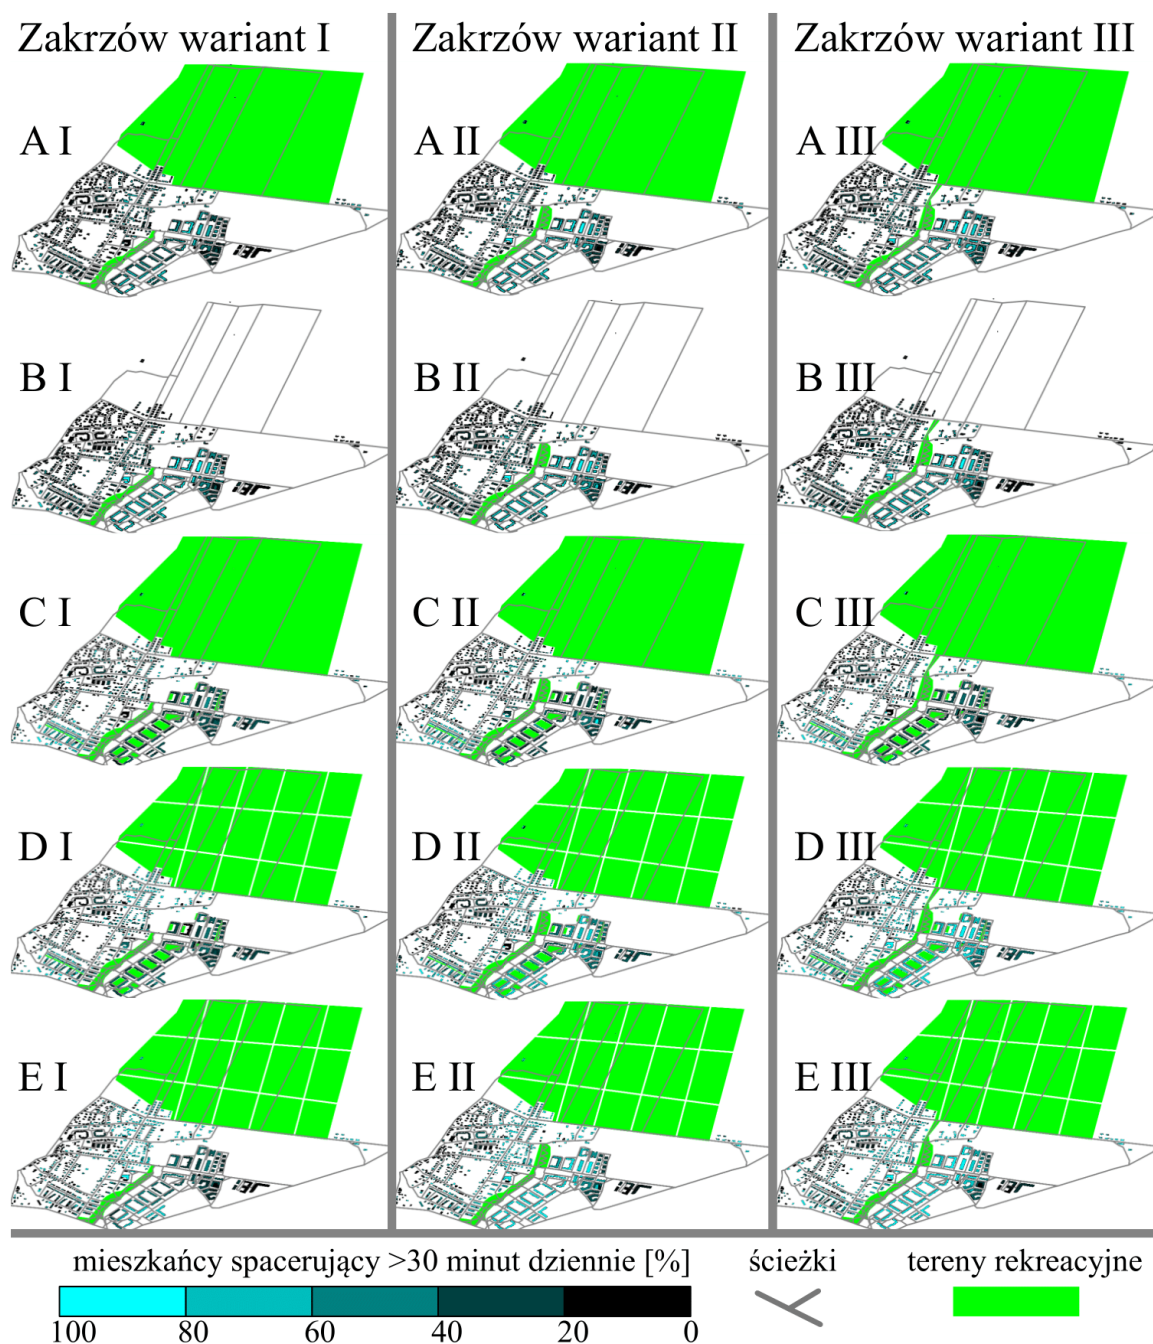 Zakrzów wariant I
Zakrzów wariant II
Zakrzów wariant III
A I
A II
A III
B I
B II
B III
C I
C II
C III
D I
D II
D III
E I
E II
E III
mieszkańcy spacerujący >30 minut dziennie [%]
ścieżki
tereny rekreacyjne
100 80 60 40 20 0